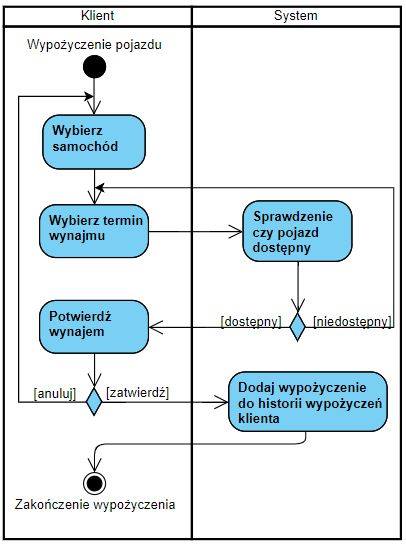 Klient
System
Wypożyczenie pojazdu
Wybierz
samochód
Wybierz termin
wynajmu
Sprawdzenie
czy pojazd
dostępny
[dostępny]
[niedostępny]
Potwierdź
wynajem
[anuluj]
[zatwierdź]
Dodaj wypożyczenie
do historii wypożyczeń
klienta
Zakończenie wypożyczenia